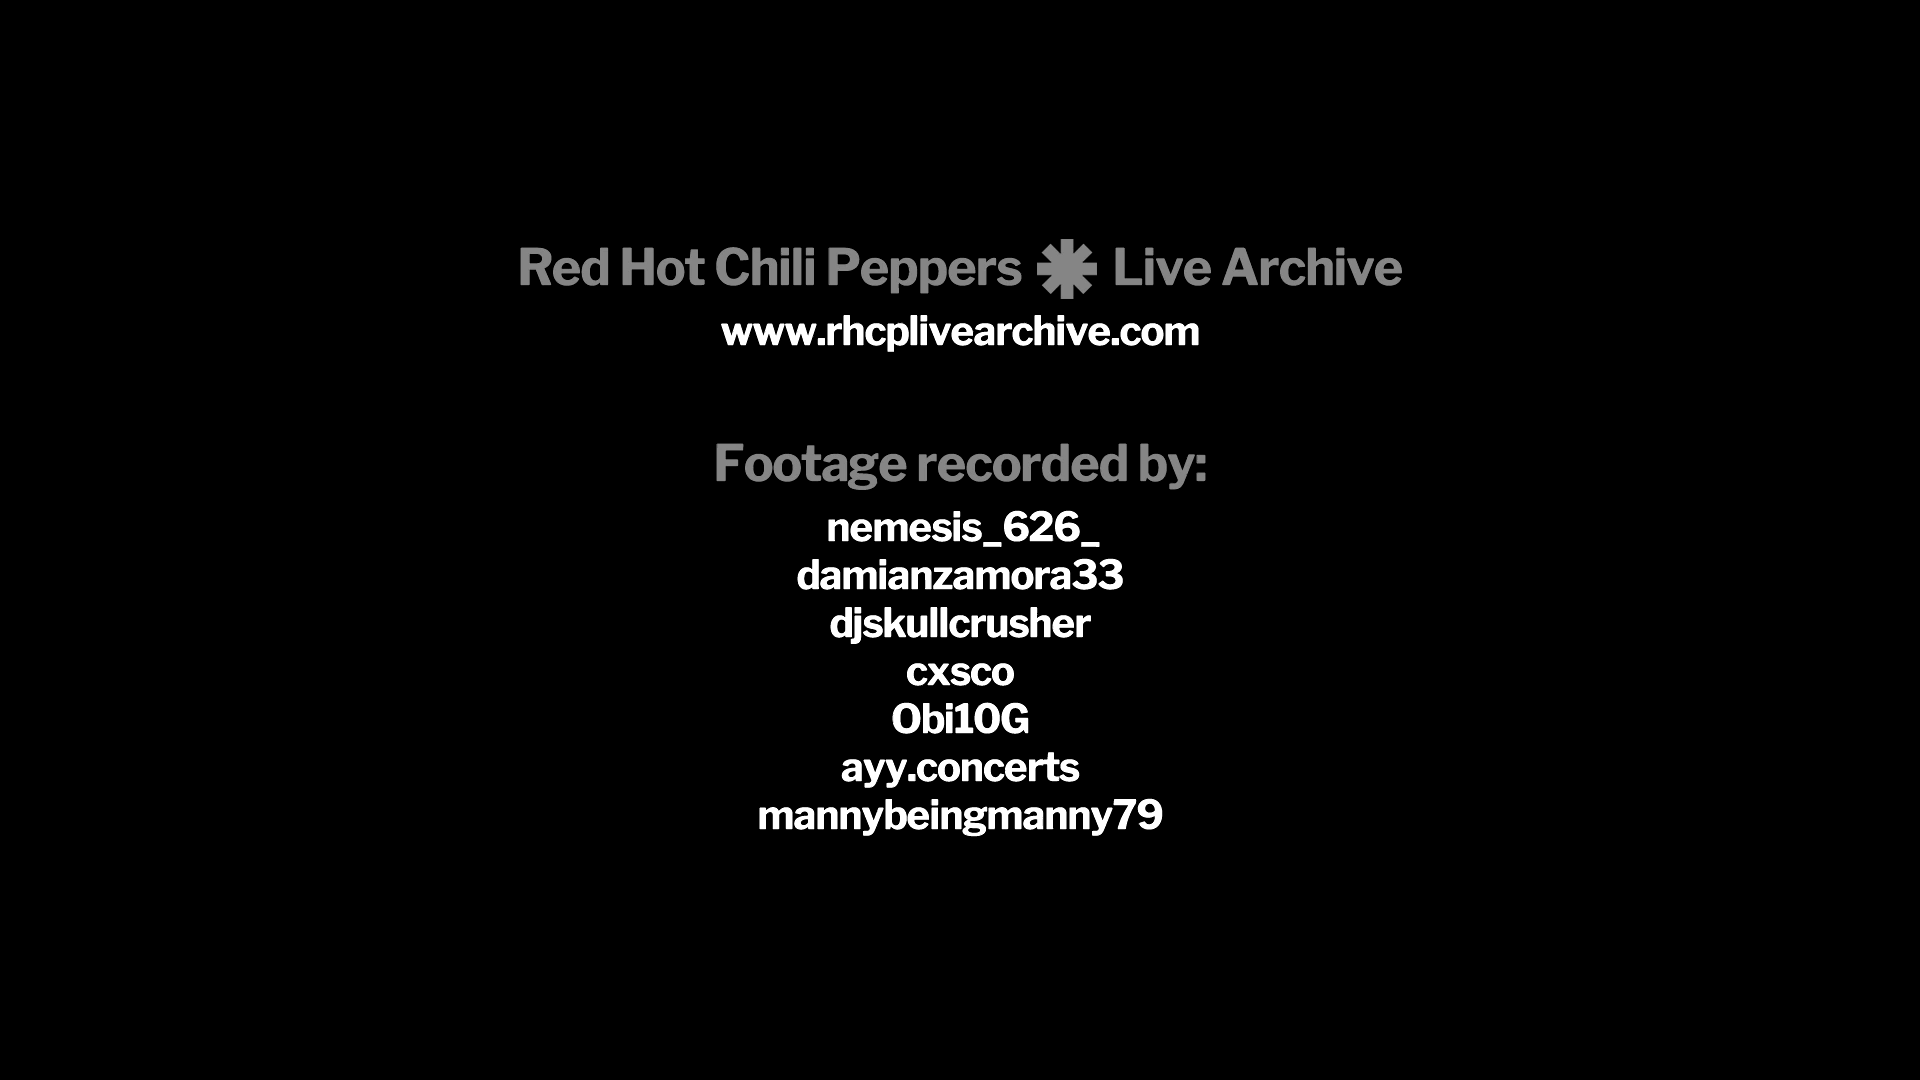 Red Hot Chili Peppers Live Archive
www.rhcplivearchive.com
Footage recorded by:
nemesis_626_
damianzamora33
djskullcrusher
cxsco
Obi10G
ayy.concerts
mannybeingmanny79